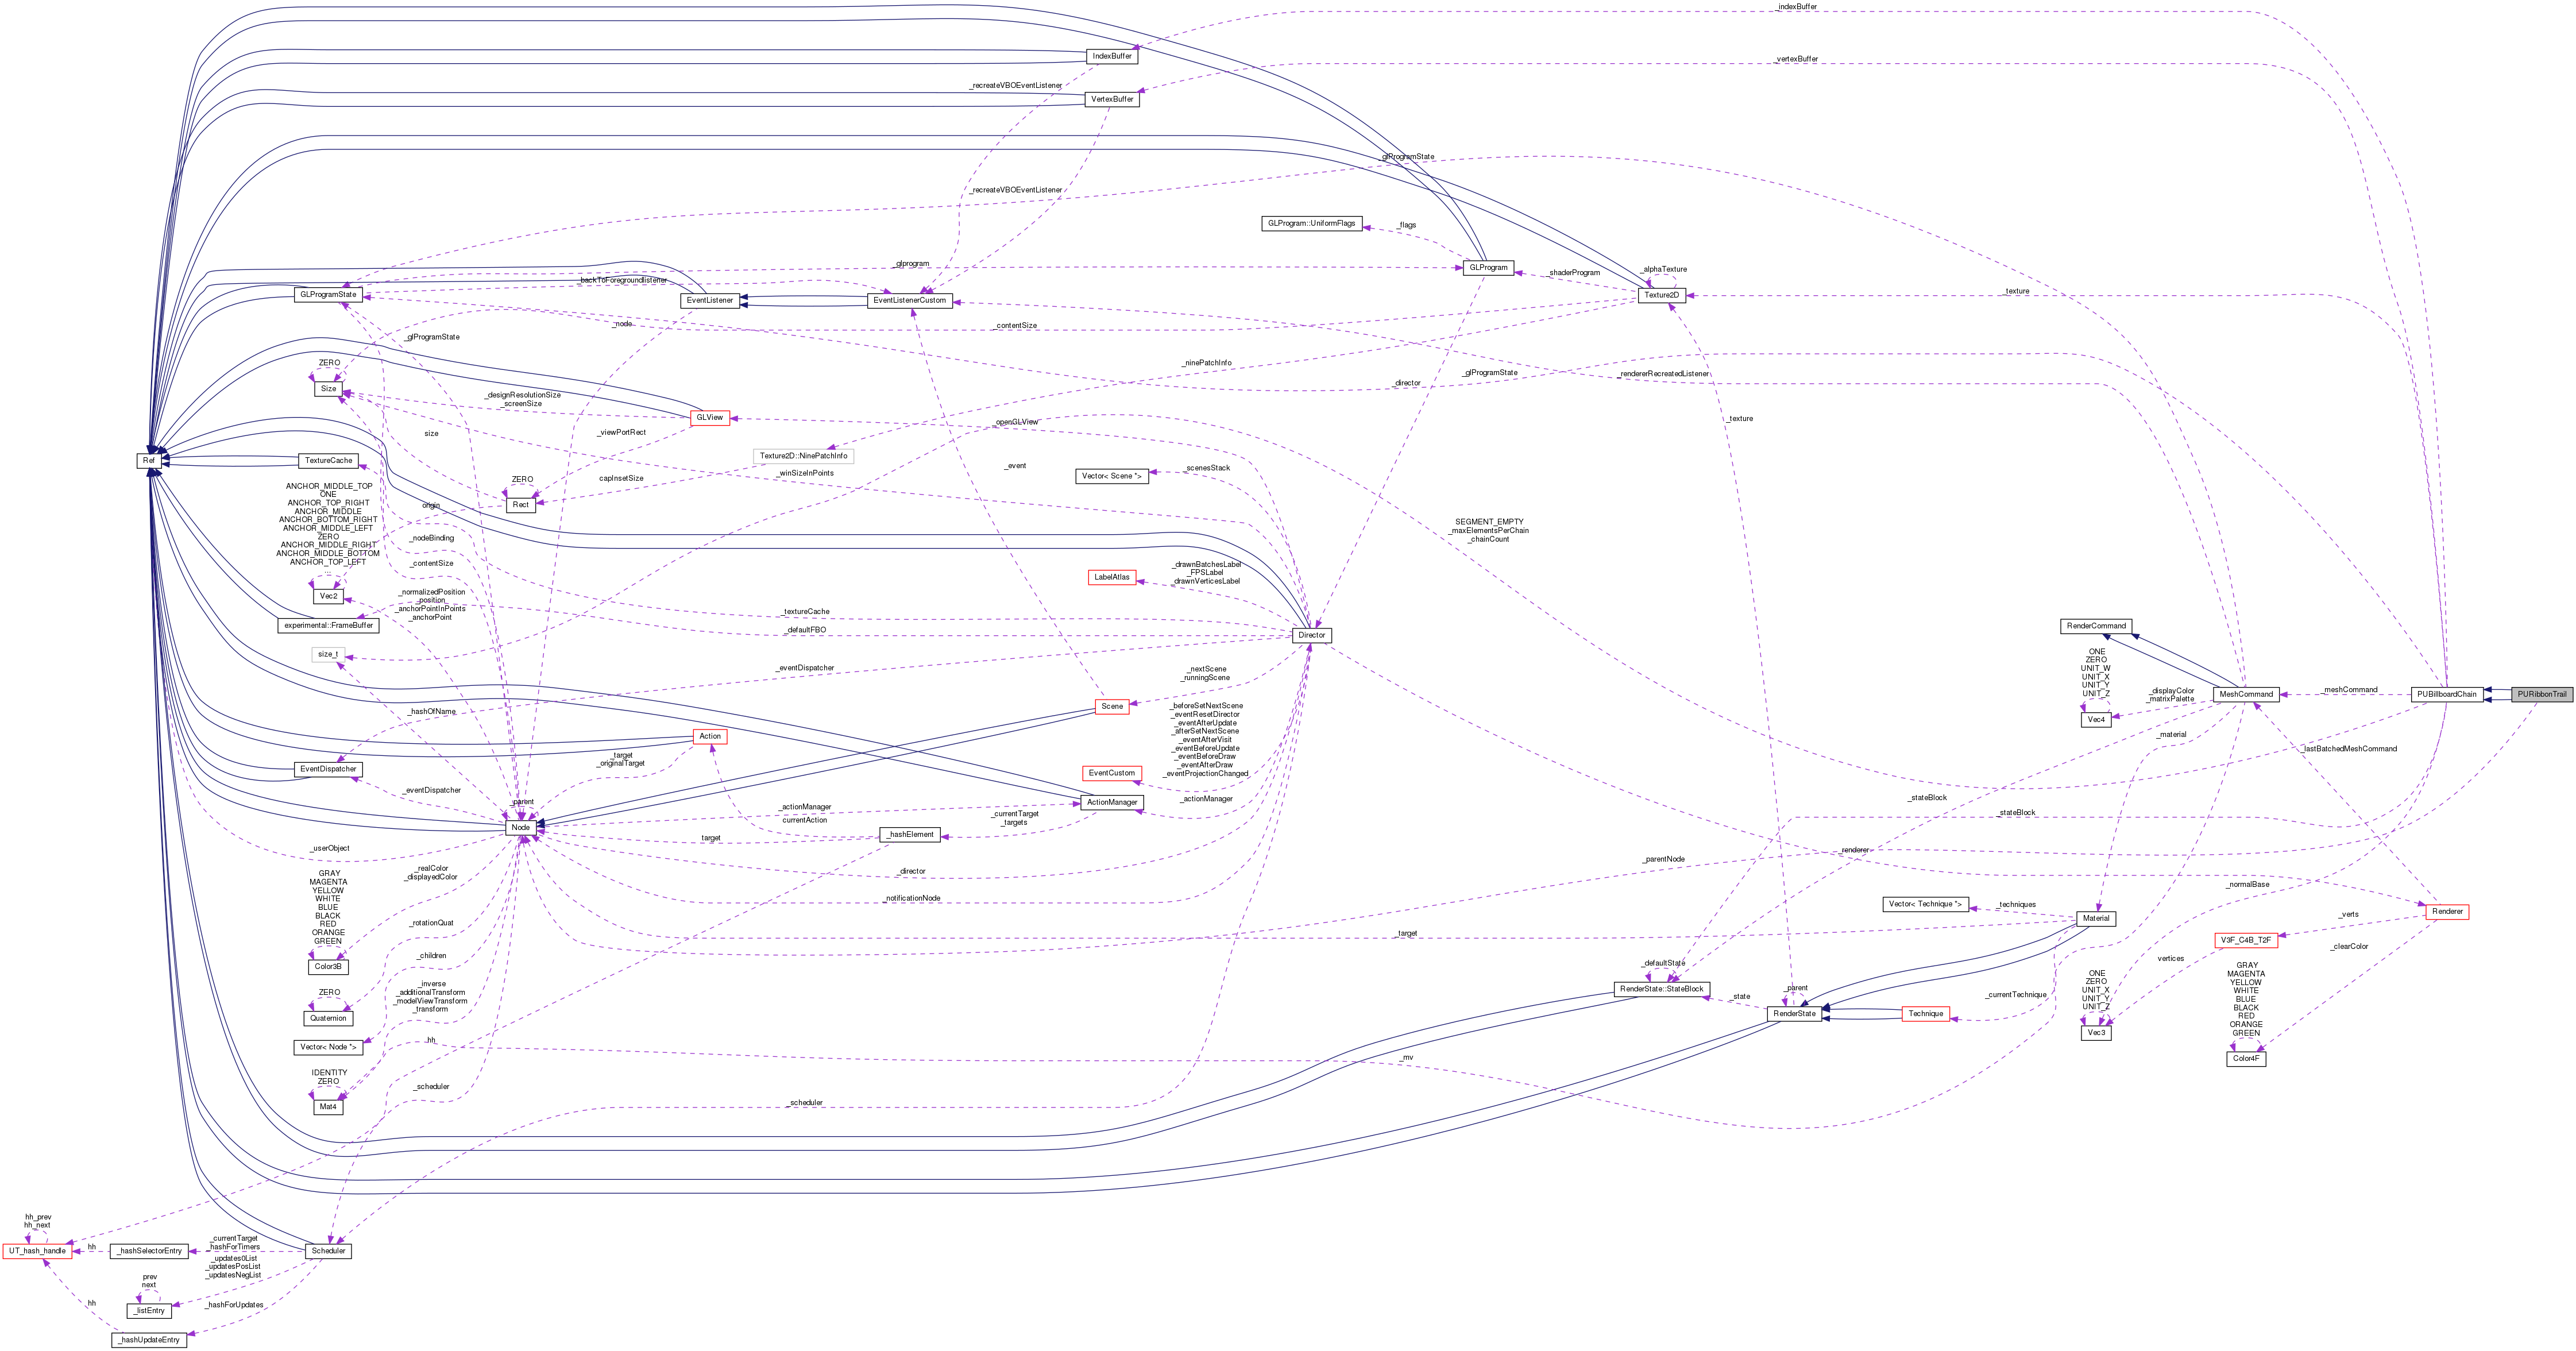 _indexBuffer
IndexBuffer
_vertexBuffer
_recreateVBOEventListener
VertexBuffer
_glProgramState
_recreateVBOEventListener
GLProgram::UniformFlags
_flags
_glprogram
GLProgram
_shaderProgram
_alphaTexture
_backToForegroundlistener
GLProgramState
EventListener
EventListenerCustom
Texture2D
_texture
_node
_contentSize
_glProgramState
ZERO
Size
_ninePatchInfo
_director
_glProgramState
_rendererRecreatedListener
_designResolutionSize
_screenSize
GLView
_openGLView
_texture
size
_viewPortRect
Ref
TextureCache
Texture2D::NinePatchInfo
_event
Vector< Scene *>
_scenesStack
_winSizeInPoints
capInsetSize
ZERO
Rect
origin
ANCHOR_MIDDLE_TOP
ONE
ANCHOR_TOP_RIGHT
ANCHOR_MIDDLE
ANCHOR_BOTTOM_RIGHT
ANCHOR_MIDDLE_LEFT
ZERO
ANCHOR_MIDDLE_RIGHT
ANCHOR_MIDDLE_BOTTOM
ANCHOR_TOP_LEFT
...
Vec2
_nodeBinding
_contentSize
SEGMENT_EMPTY
_maxElementsPerChain
_chainCount
LabelAtlas
_drawnBatchesLabel
_FPSLabel
_drawnVerticesLabel
_normalizedPosition
_position
_anchorPointInPoints
_anchorPoint
experimental::FrameBuffer
_textureCache
_defaultFBO
Director
RenderCommand
size_t
_eventDispatcher
ONE
ZERO
UNIT_W
UNIT_X
UNIT_Y
UNIT_Z
Vec4
_displayColor
_matrixPalette
MeshCommand
_meshCommand
PUBillboardChain
PURibbonTrail
_nextScene
_runningScene
Scene
_hashOfName
_beforeSetNextScene
_eventResetDirector
_eventAfterUpdate
_afterSetNextScene
_eventAfterVisit
_eventBeforeUpdate
_eventBeforeDraw
_eventAfterDraw
_eventProjectionChanged
EventCustom
_material
_lastBatchedMeshCommand
Action
_target
_originalTarget
EventDispatcher
_eventDispatcher
_parent
Node
_actionManager
currentAction
ActionManager
_actionManager
_currentTarget
_targets
_hashElement
target
_stateBlock
_stateBlock
_userObject
_renderer
_parentNode
_director
_notificationNode
_realColor
_displayedColor
GRAY
MAGENTA
YELLOW
WHITE
BLUE
BLACK
RED
ORANGE
GREEN
Color3B
_rotationQuat
_normalBase
Vector< Technique *>
_techniques
Material
Renderer
_verts
_target
V3F_C4B_T2F
_clearColor
vertices
_children
ZERO
Quaternion
_defaultState
RenderState::StateBlock
_state
_parent
RenderState
Technique
_currentTechnique
ONE
ZERO
UNIT_X
UNIT_Y
UNIT_Z
Vec3
GRAY
MAGENTA
YELLOW
WHITE
BLUE
BLACK
RED
ORANGE
GREEN
Color4F
_inverse
_additionalTransform
_modelViewTransform
_transform
Vector< Node *>
hh
_mv
IDENTITY
ZERO
Mat4
_scheduler
_scheduler
hh_prev
hh_next
UT_hash_handle
hh
_hashSelectorEntry
_currentTarget
_hashForTimers
Scheduler
_updates0List
_updatesPosList
_updatesNegList
prev
next
_listEntry
hh
_hashForUpdates
_hashUpdateEntry